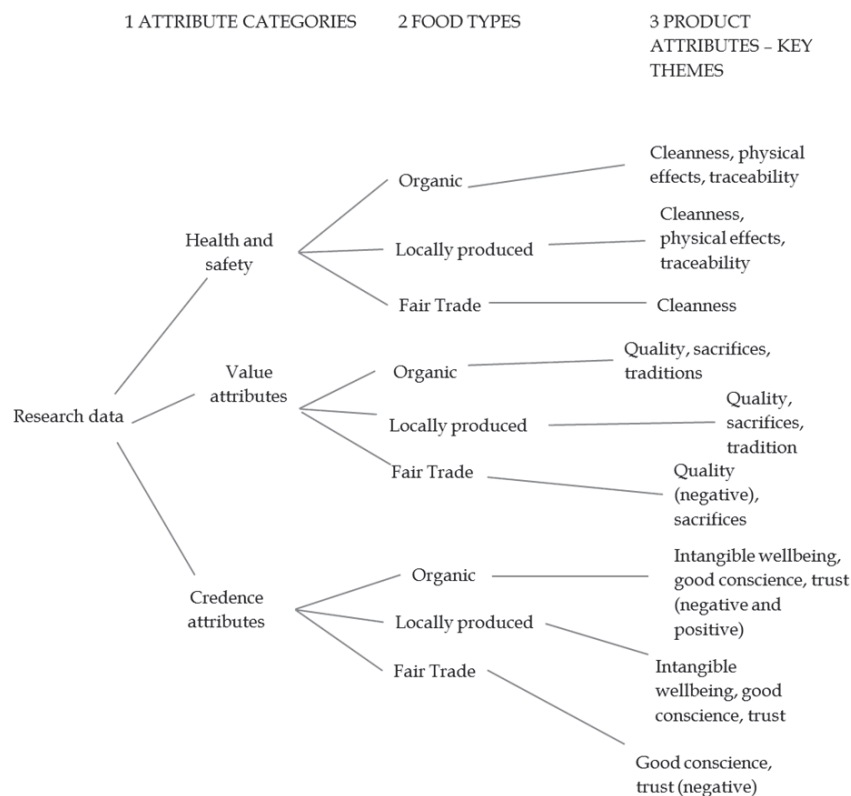 1 ATTRIBUTE CATEGORIES
2 FOOD TYPES
3 PRODUCT
ATTRIBUTES – KEY
THEMES
Research data
Health and
safety
Organic
Cleanness, physical
effects, traceability
Locally produced
Cleanness,
physical effects,
traceability
Fair Trade
Cleanness
Value
attributes
Organic
Quality, sacrifices,
traditions
Locally produced
Quality,
sacrifices,
tradition
Fair Trade
Quality
(negative),
sacrifices
Credence
attributes
Organic
Intangible wellbeing,
good conscience, trust
(negative and
positive)
Locally produced
Intangible
wellbeing, good
conscience, trust
Fair Trade
Good conscience,
trust (negative)